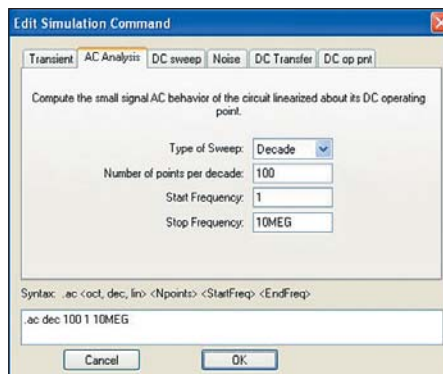 Edit Simulation Command
Transient AC Analysis DC sweep Noise DC Transfer DC op pnt
Compute the small signal AC behavior of the circuit linearized about its DC operating
point.
Type of Sweep: Decade
Number of points per decade: 100
Start Frequency: 1
Stop Frequency: 10MEG
Syntax: .ac <oct, dec, lin> <Npoints> <StartFreq> <EndFreq>
.ac dec 100 1 10MEG
Cancel OK